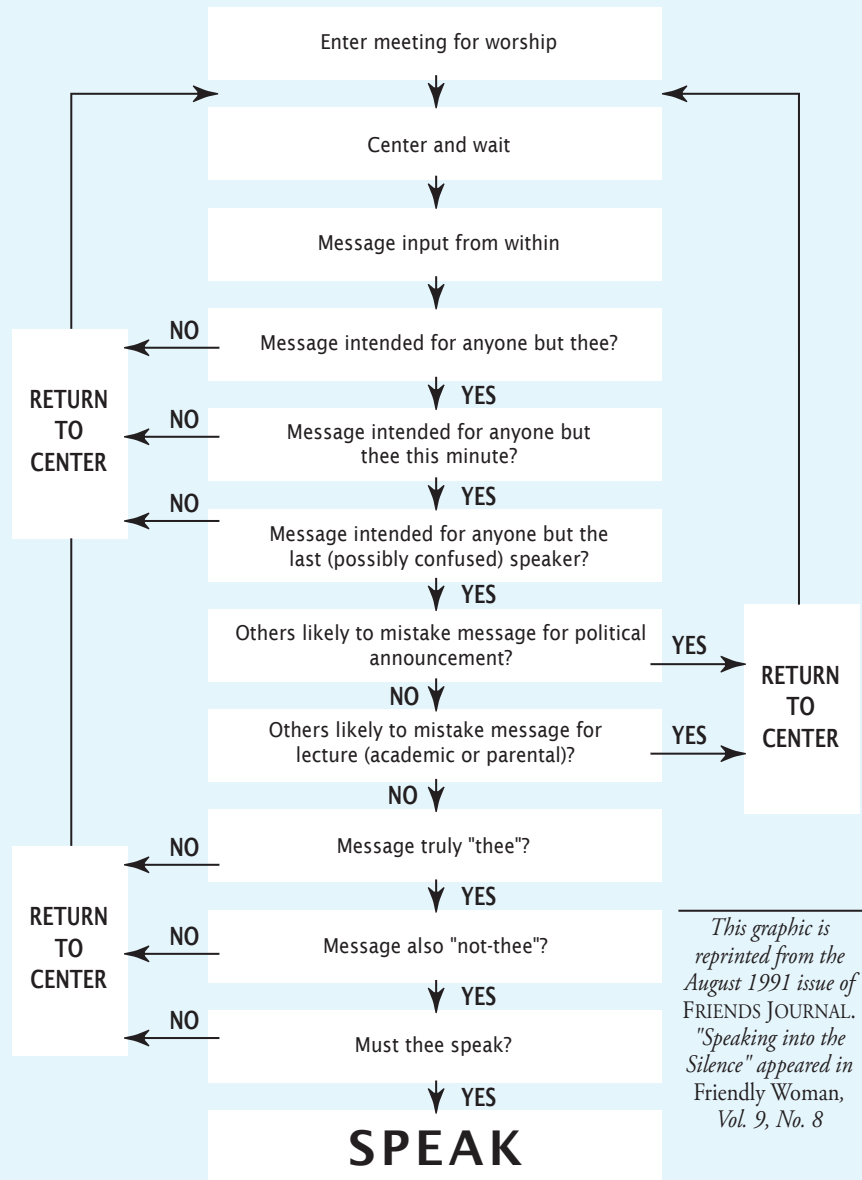 Enter meeting for worship
Center and wait
Message input from within
NO
Message intended for anyone but thee?
YES
RETURN
TO
CENTER
NO
Message intended for anyone but
thee this minute?
YES
NO
Message intended for anyone but the
last (possibly confused) speaker?
YES
Others likely to mistake message for political
announcement?
YES
NO
RETURN
TO
CENTER
Others likely to mistake message for
lecture (academic or parental)?
YES
NO
NO
Message truly "thee"?
YES
RETURN
TO
CENTER
NO
Message also "not-thee"?
YES
NO
Must thee speak?
YES
SPEAK
This graphic is
reprinted from the
August 1991 issue of
FRIENDS JOURNAL.
"Speaking into the
Silence" appeared in
Friendly Woman,
Vol. 9, No. 8